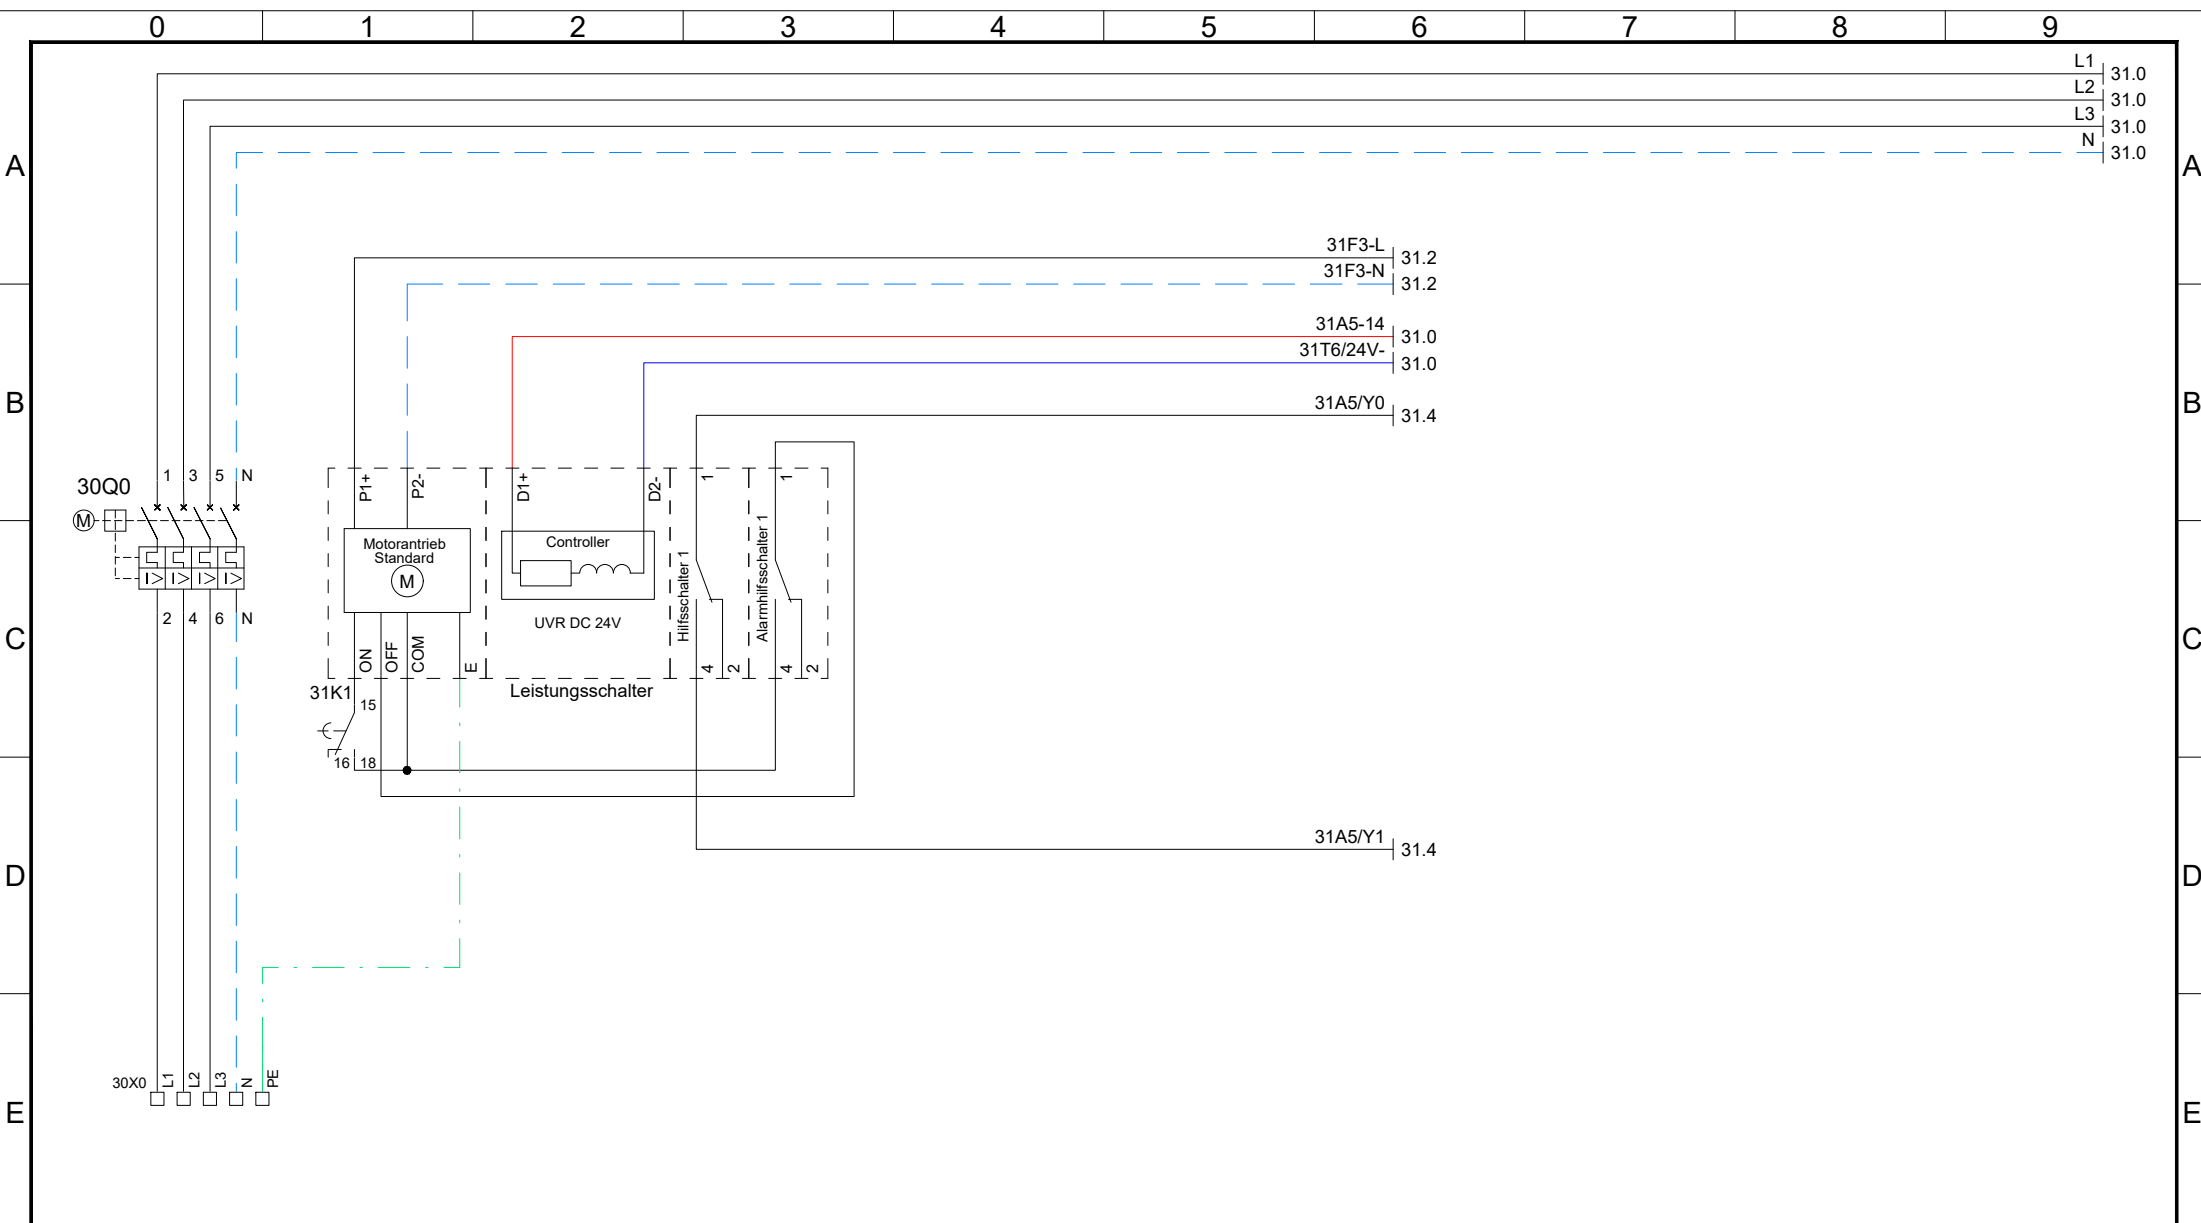 0 1 2 3 4 5 6 7 8 9
L1 31.0
L2 31.0
L3 31.0
N 31.0
A A
31F3-L 31.2
31F3-N 31.2
31A5-14 31.0
31T6/24V- 31.0
31A5/Y0 31.4
B B
30Q0
1 3 5 N
M
I> I> I> I>
2 4 6 N
P1+ P2- D1+ D2- 1 1
Motorantrieb
Standard
M
Controller
UVR DC 24V
Hilfsschalter 1
Alarmhilfsschalter 1
ON OFF COM E 4 2 4 2
Leistungsschalter
C C
31K1
15
16 18
31A5/Y1 31.4
D D
30X0 L1 L2 L3 N PE
E E